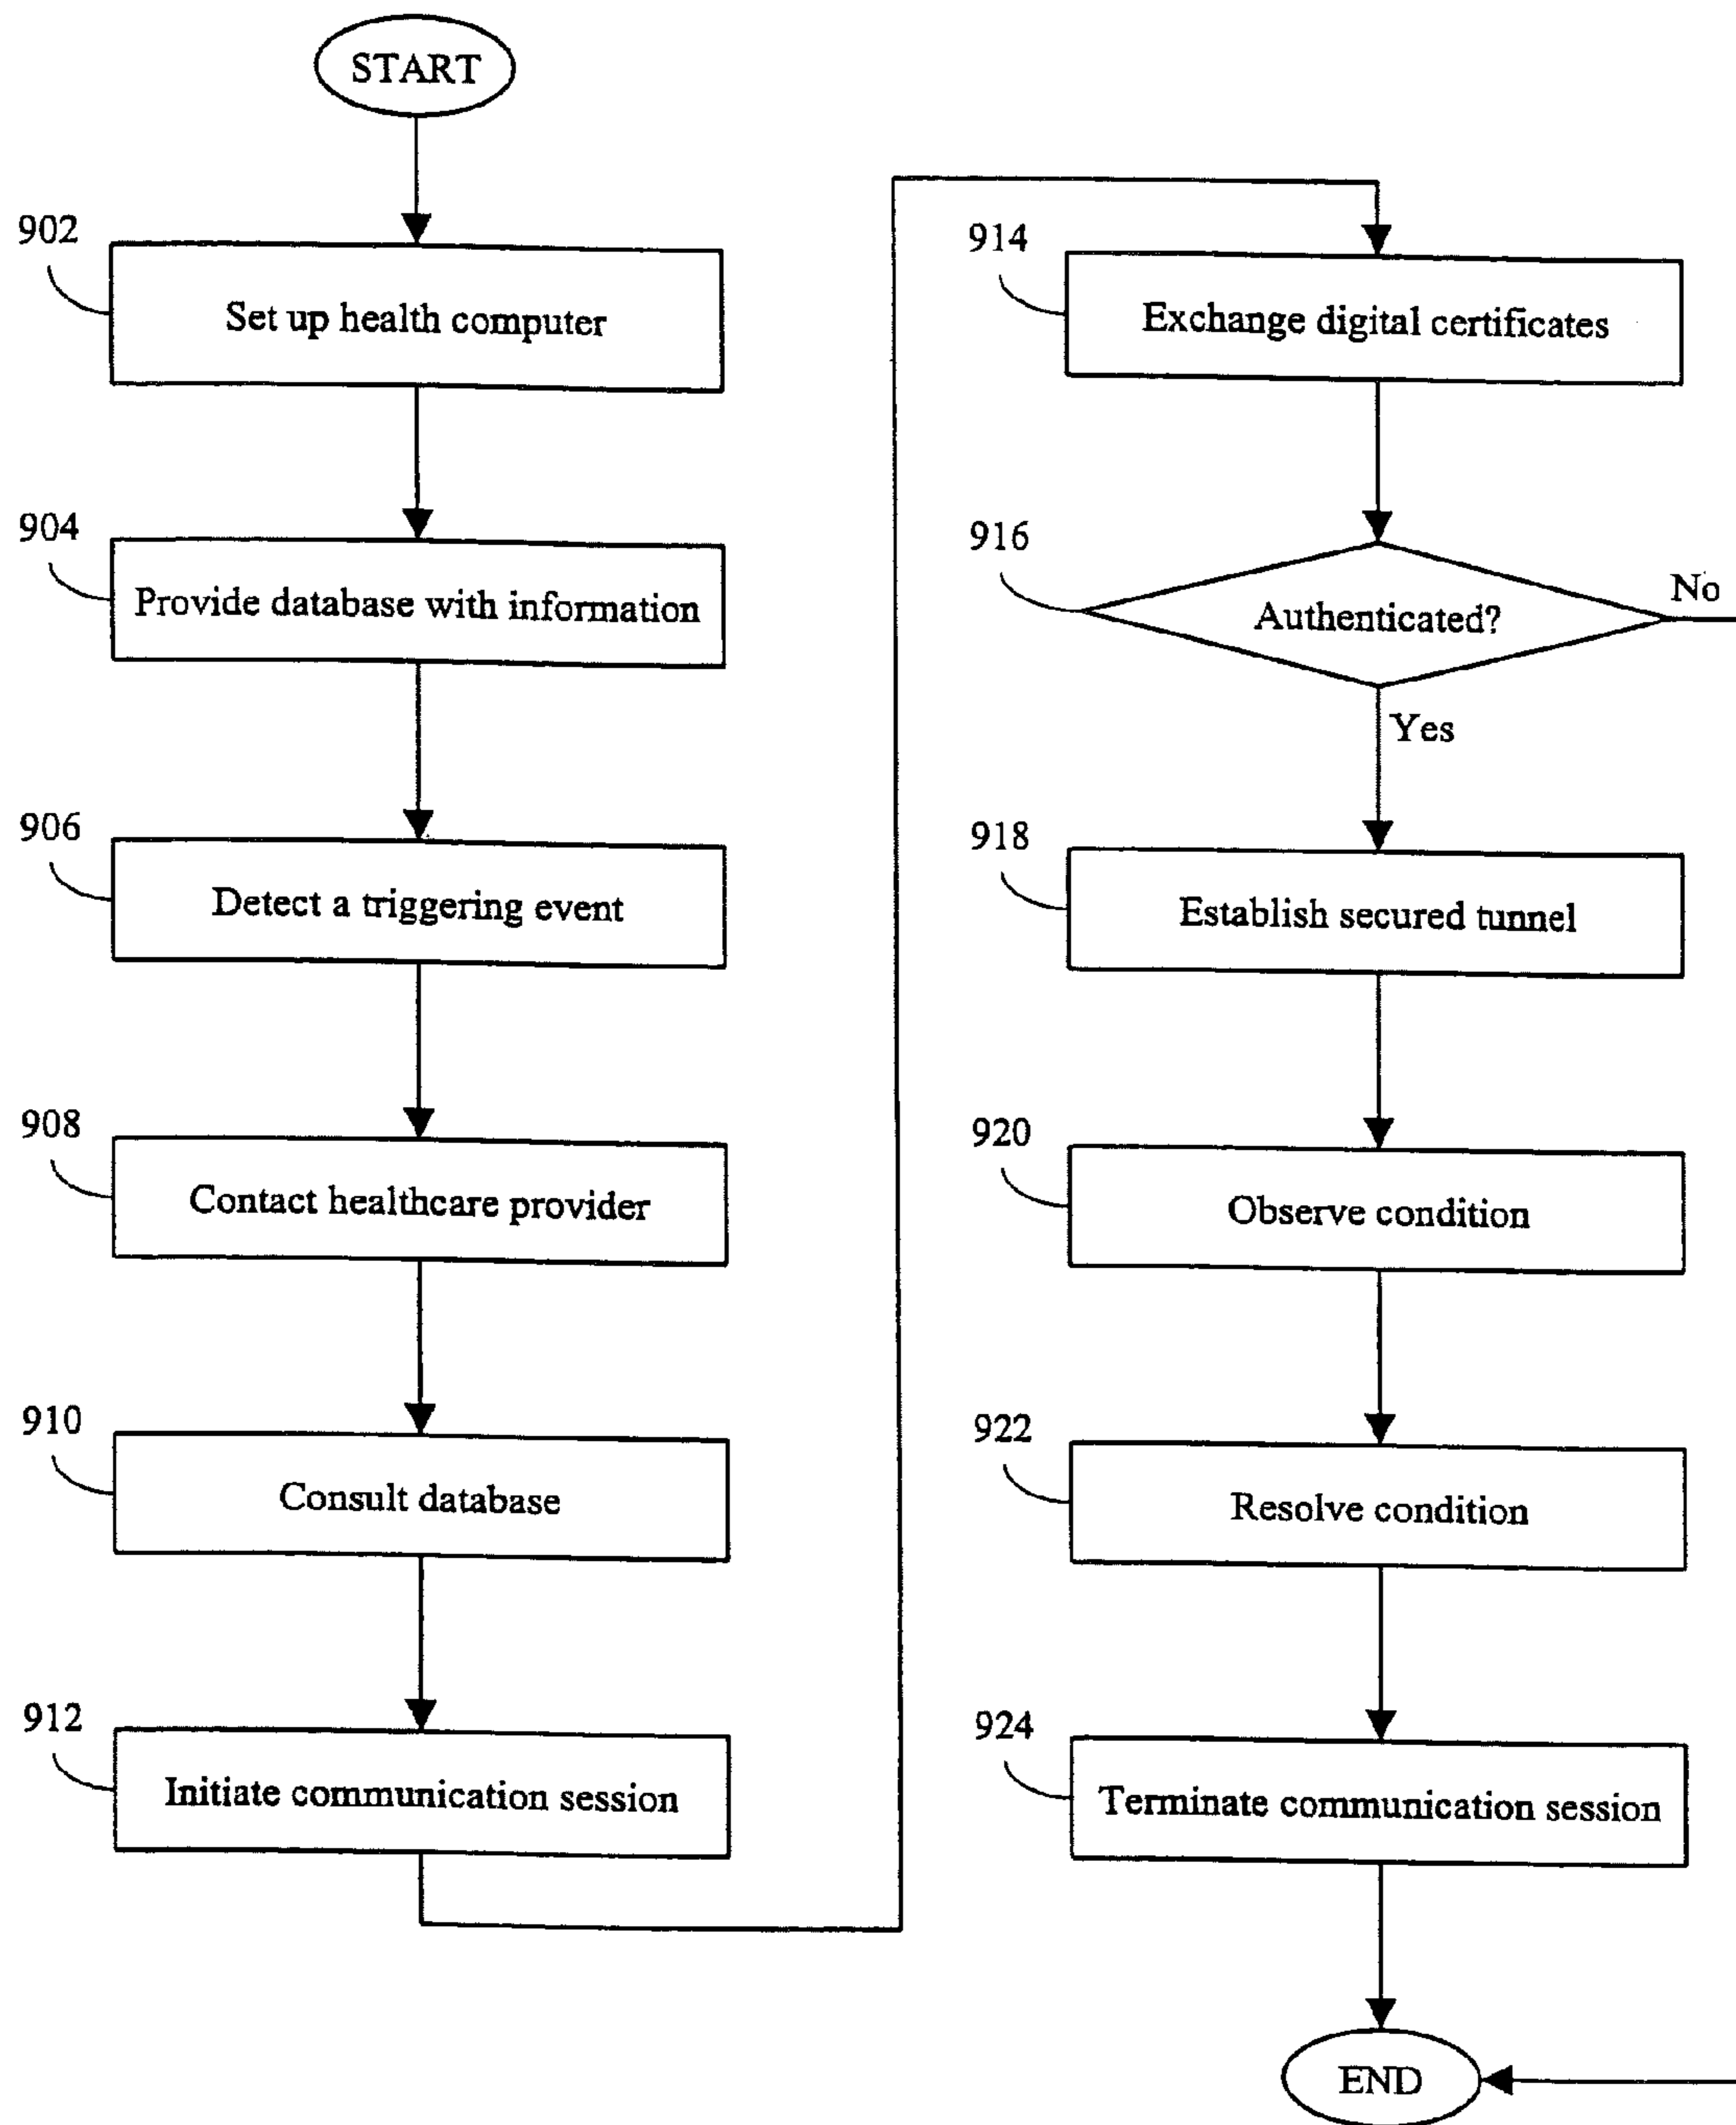 START
902
Set up health computer
904
Provide database with information
906
Detect a triggering event
908
Contact healthcare provider
910
Consult database
912
Initiate communication session
914
Exchange digital certificates
916
Authenticated?
No
Yes
918
Establish secured tunnel
920
Observe condition
922
Resolve condition
924
Terminate communication session
END